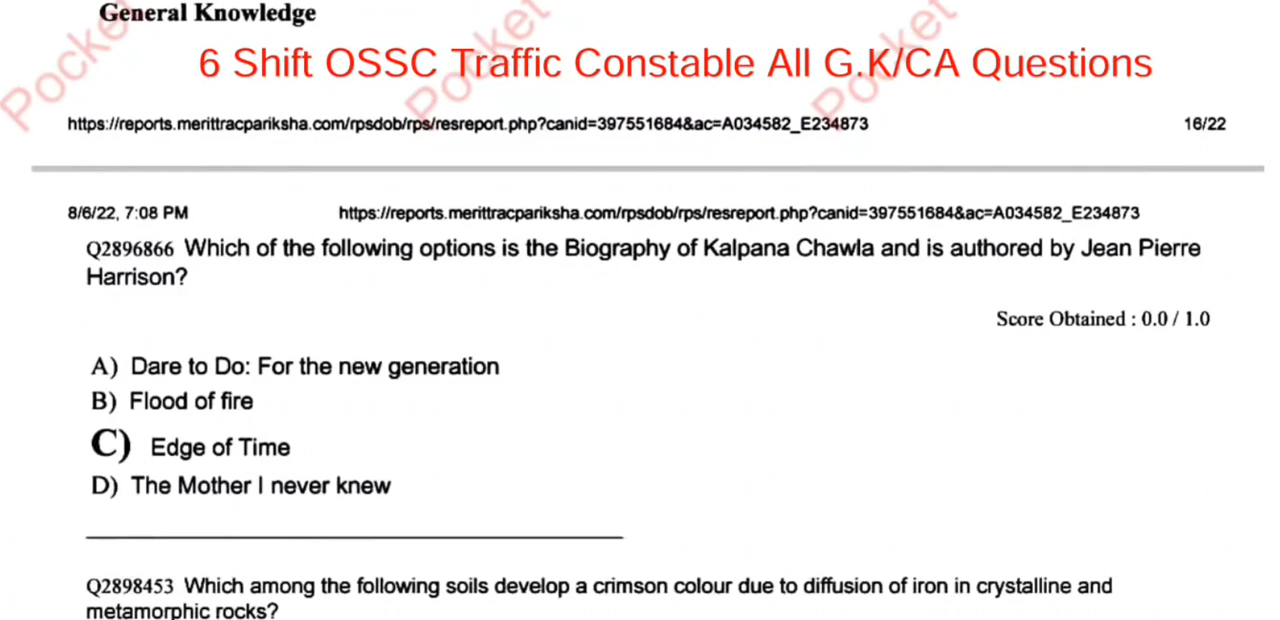 General Knowledge
6 Shift OSSC Traffic Constable All G.K/CA Questions
Pocket Pocket Pocket
https://reports.merittracpariksha.com/rpsdob/rps/resreport.php?canid=397551684&ac=A034582_E234873 16/22
8/6/22, 7:08 PM https://reports.merittracpariksha.com/rpsdob/rps/resreport.php?canid=397551684&ac=A034582_E234873
Q2896866 Which of the following options is the Biography of Kalpana Chawla and is authored by Jean Pierre
Harrison?
Score Obtained : 0.0 / 1.0
A) Dare to Do: For the new generation
B) Flood of fire
C) Edge of Time
D) The Mother I never knew
Q2898453 Which among the following soils develop a crimson colour due to diffusion of iron in crystalline and
metamorphic rocks?